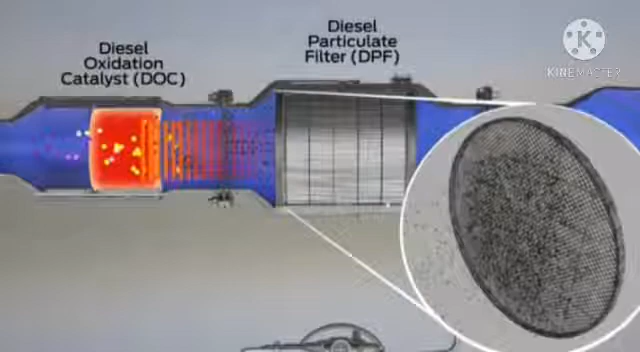 Diesel
Oxidation
Catalyst (DOC)
Diesel
Particulate
Filter (DPF)
KINEMASTER